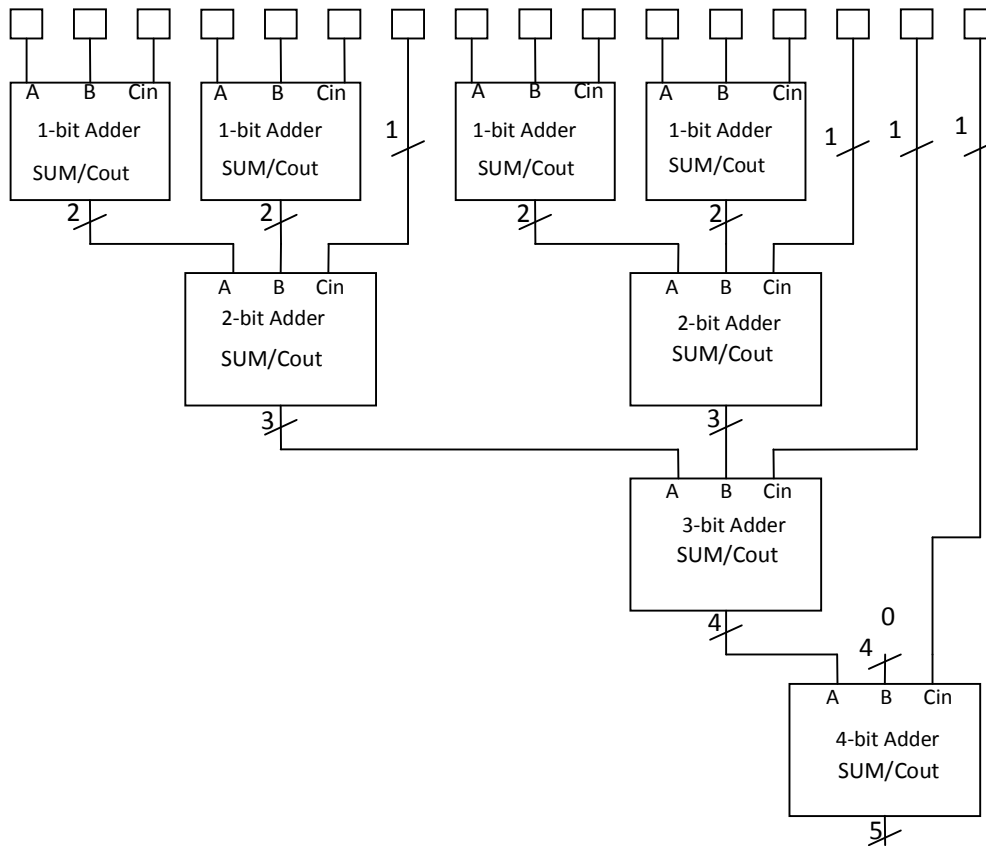 A B Cin A B Cin A B Cin A B Cin
1-bit Adder 1-bit Adder 1 1-bit Adder 1-bit Adder 1 1 1
SUM/Cout SUM/Cout SUM/Cout SUM/Cout
2 2 2 2
A B Cin A B Cin
2-bit Adder 2-bit Adder
SUM/Cout SUM/Cout
3 3
A B Cin
3-bit Adder
SUM/Cout
4 0
4
A B Cin
4-bit Adder
SUM/Cout
5